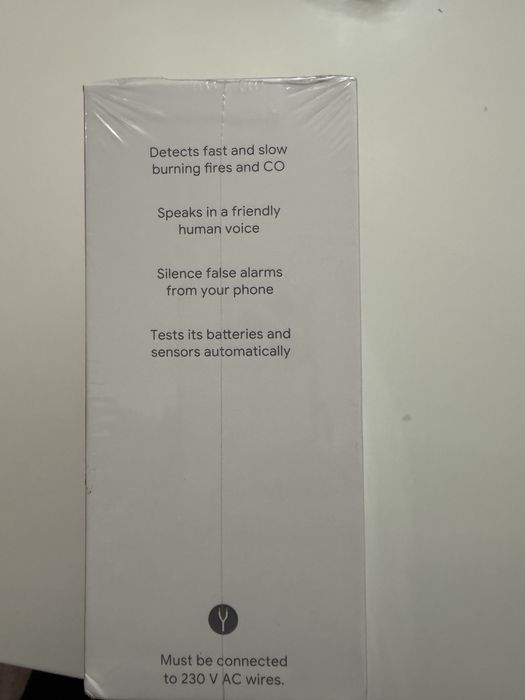 Detects fast and slow
burning fires and CO
Speaks in a friendly
human voice
Silence false alarms
from your phone
Tests its batteries and
sensors automatically
Must be connected
to 230 V AC wires.